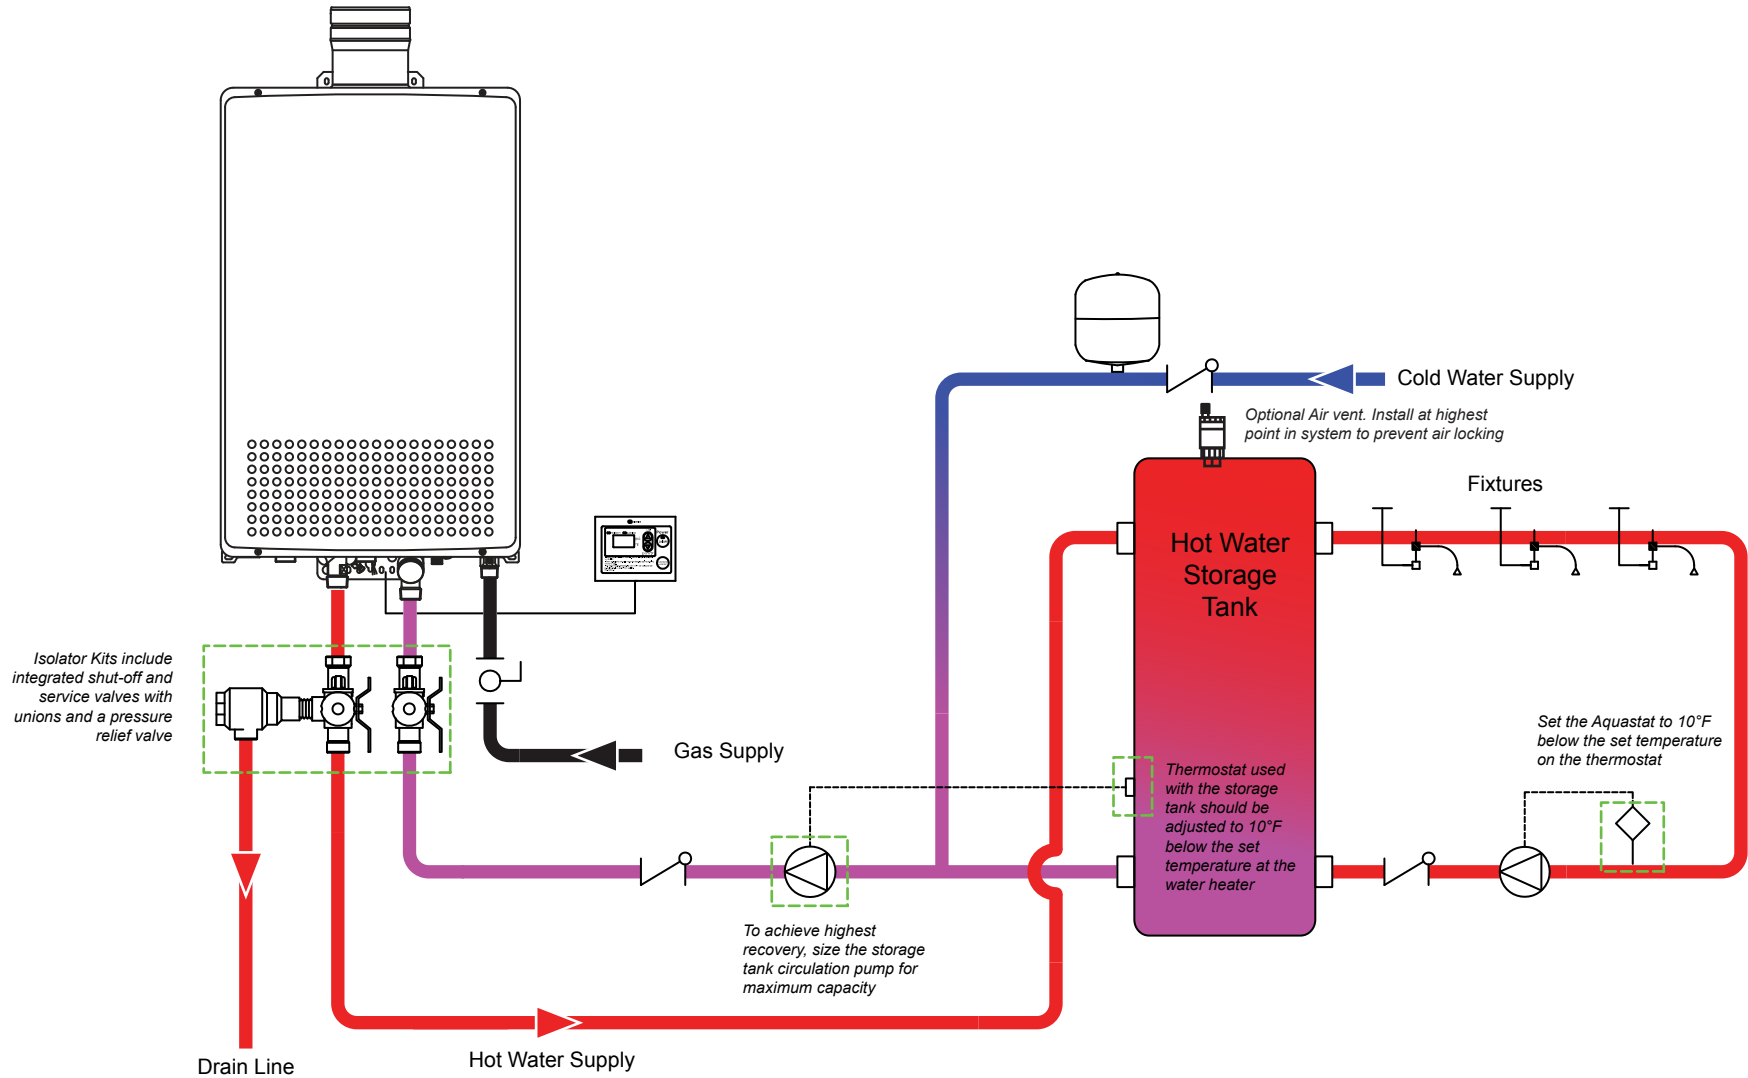 Cold Water Supply
Optional Air vent. Install at highest
point in system to prevent air locking
Fixtures
Hot Water
Storage
Tank
Isolator Kits include
integrated shut-off and
service valves with
unions and a pressure
relief valve
Gas Supply
Set the Aquastat to 10°F
below the set temperature
on the thermostat
Thermostat used
with the storage
tank should be
adjusted to 10°F
below the set
temperature at the
water heater
To achieve highest
recovery, size the storage
tank circulation pump for
maximum capacity
Hot Water Supply
Drain Line